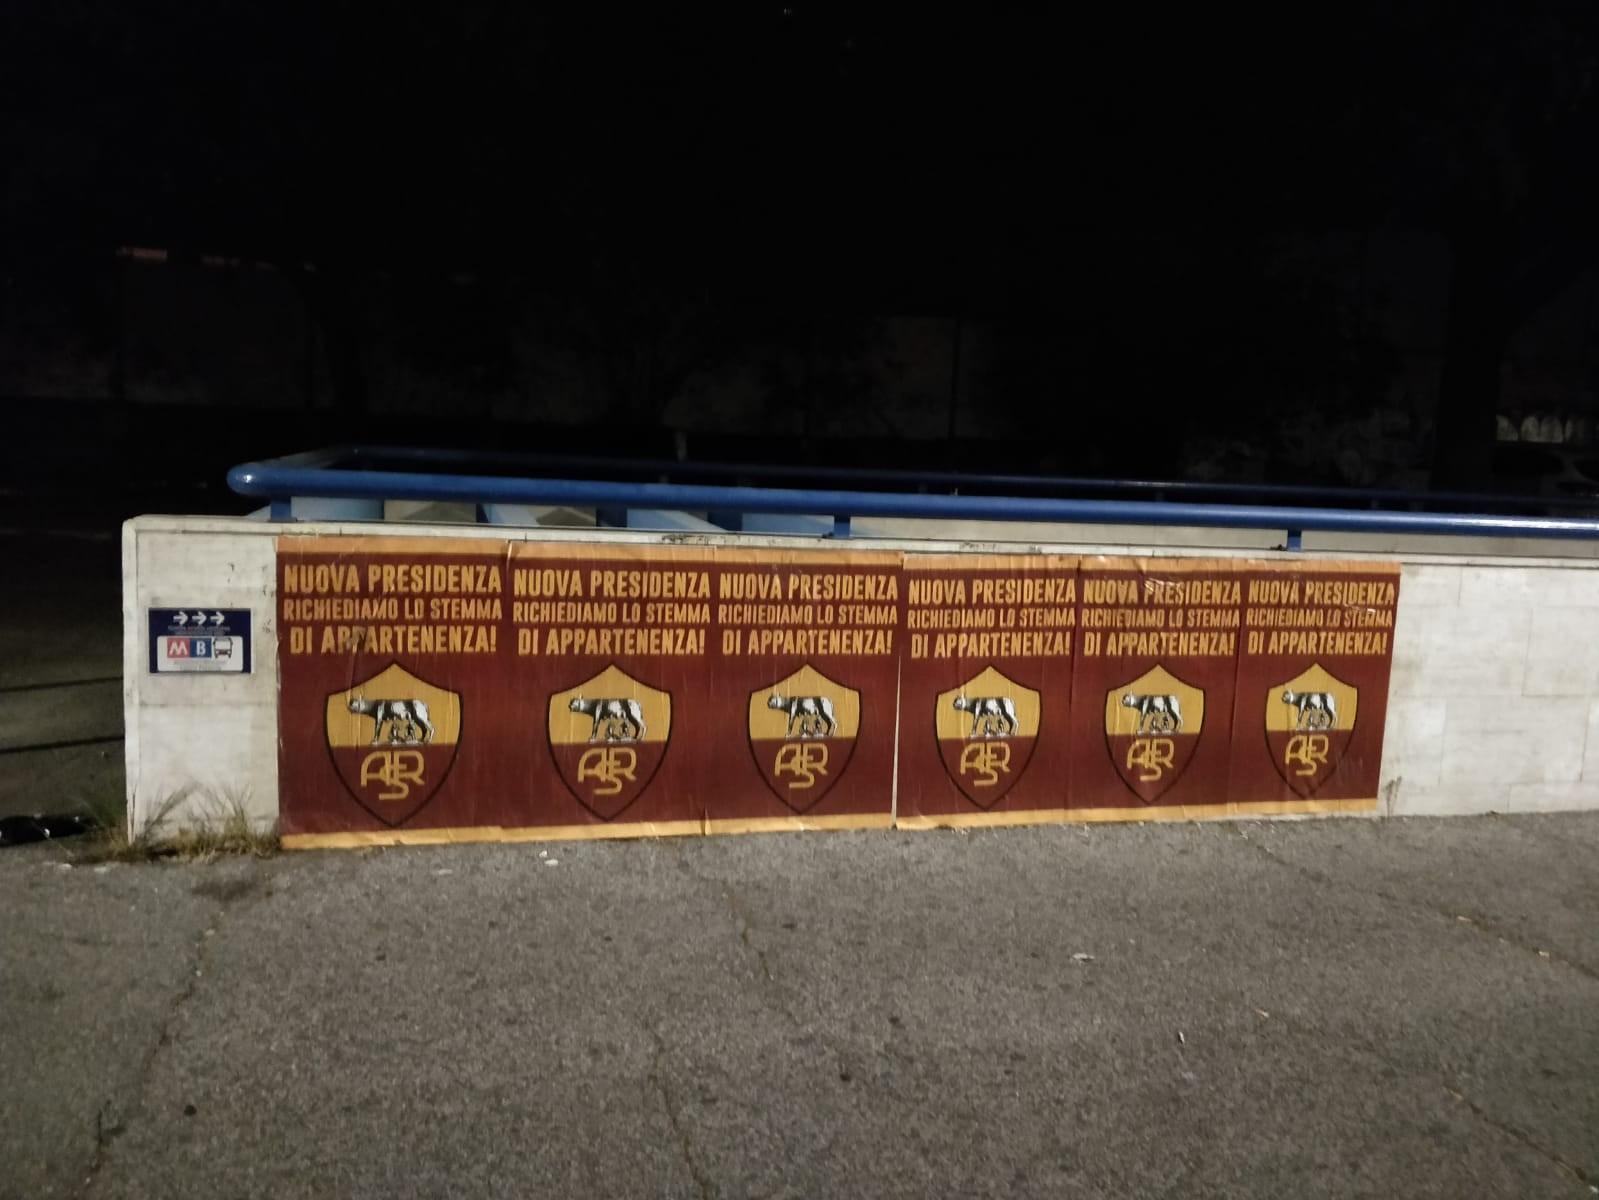 NUOVA PRESIDENZA
RICHIEDIAMO LO STEMMA
DI APPARTENENZA!
ASR
NUOVA PRESIDENZA
RICHIEDIAMO LO STEMMA
DI APPARTENENZA!
ASR
NUOVA PRESIDENZA
RICHIEDIAMO LO STEMMA
DI APPARTENENZA!
ASR
NUOVA PRESIDENZA
RICHIEDIAMO LO STEMMA
DI APPARTENENZA!
ASR
NUOVA PRESIDENZA
RICHIEDIAMO LO STEMMA
DI APPARTENENZA!
ASR
NUOVA PRESIDENZA
RICHIEDIAMO LO STEMMA
DI APPARTENENZA!
ASR
M B